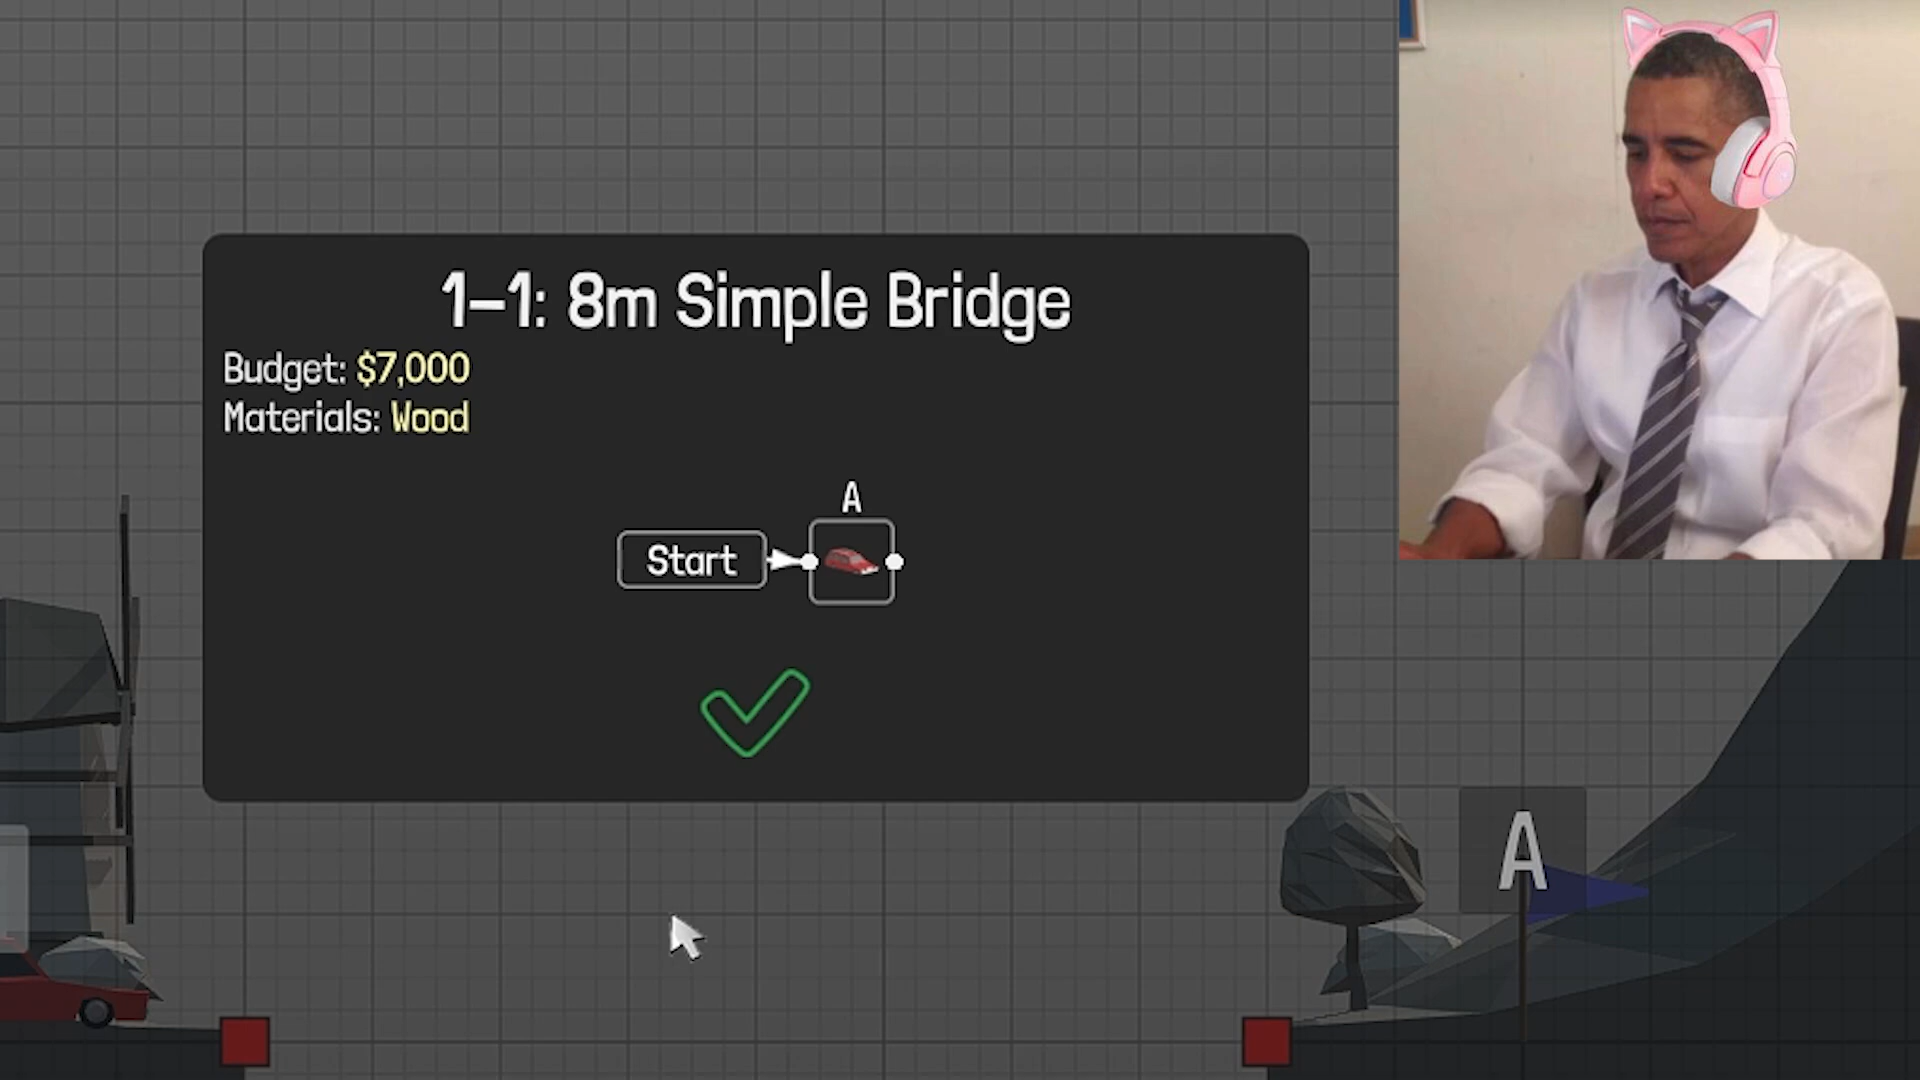 1-1: 8m Simple Bridge
Budget: $7,000
Materials: Wood
A
Start
A